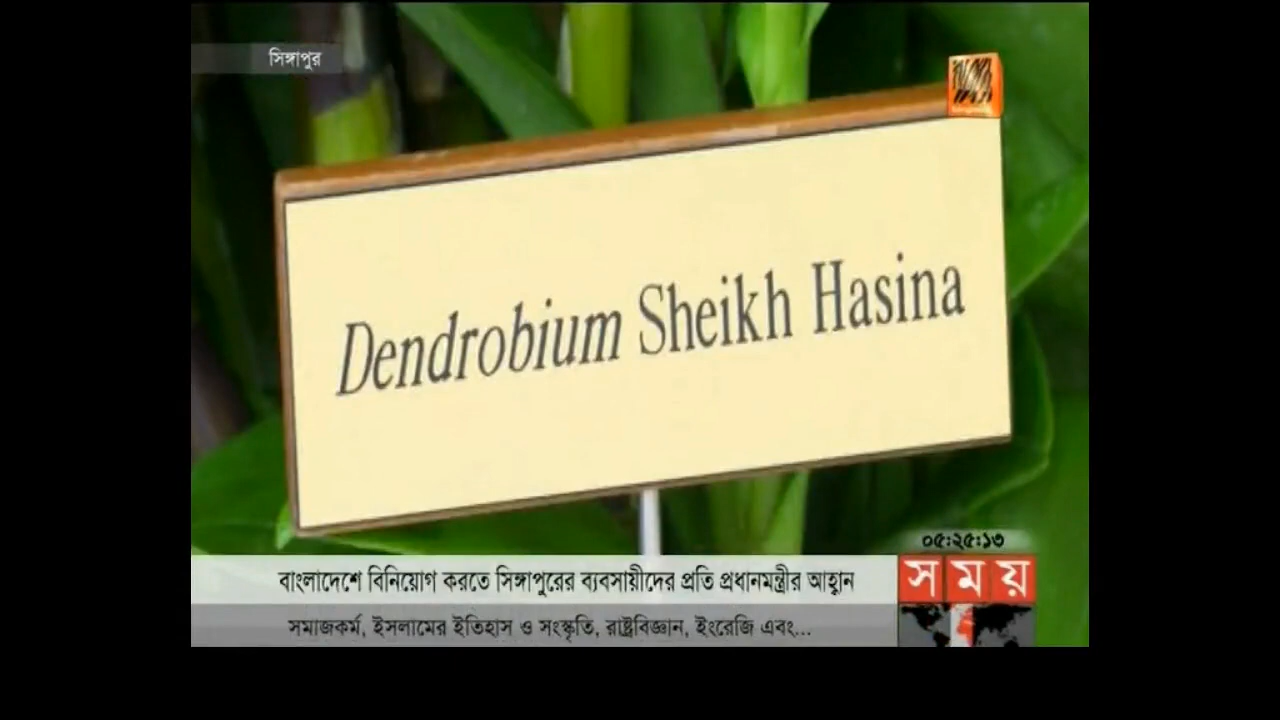 সিঙ্গাপুর
Dendrobium Sheikh Hasina
০৫:২৫:১৩
বাংলাদেশে বিনিয়োগ করতে সিঙ্গাপুরের ব্যবসায়ীদের প্রতি প্রধানমন্ত্রীর আহ্বান
সময়
সমাজকর্ম, ইসলামের ইতিহাস ও সংস্কৃতি, রাষ্ট্রবিজ্ঞান, ইংরেজি এবং...